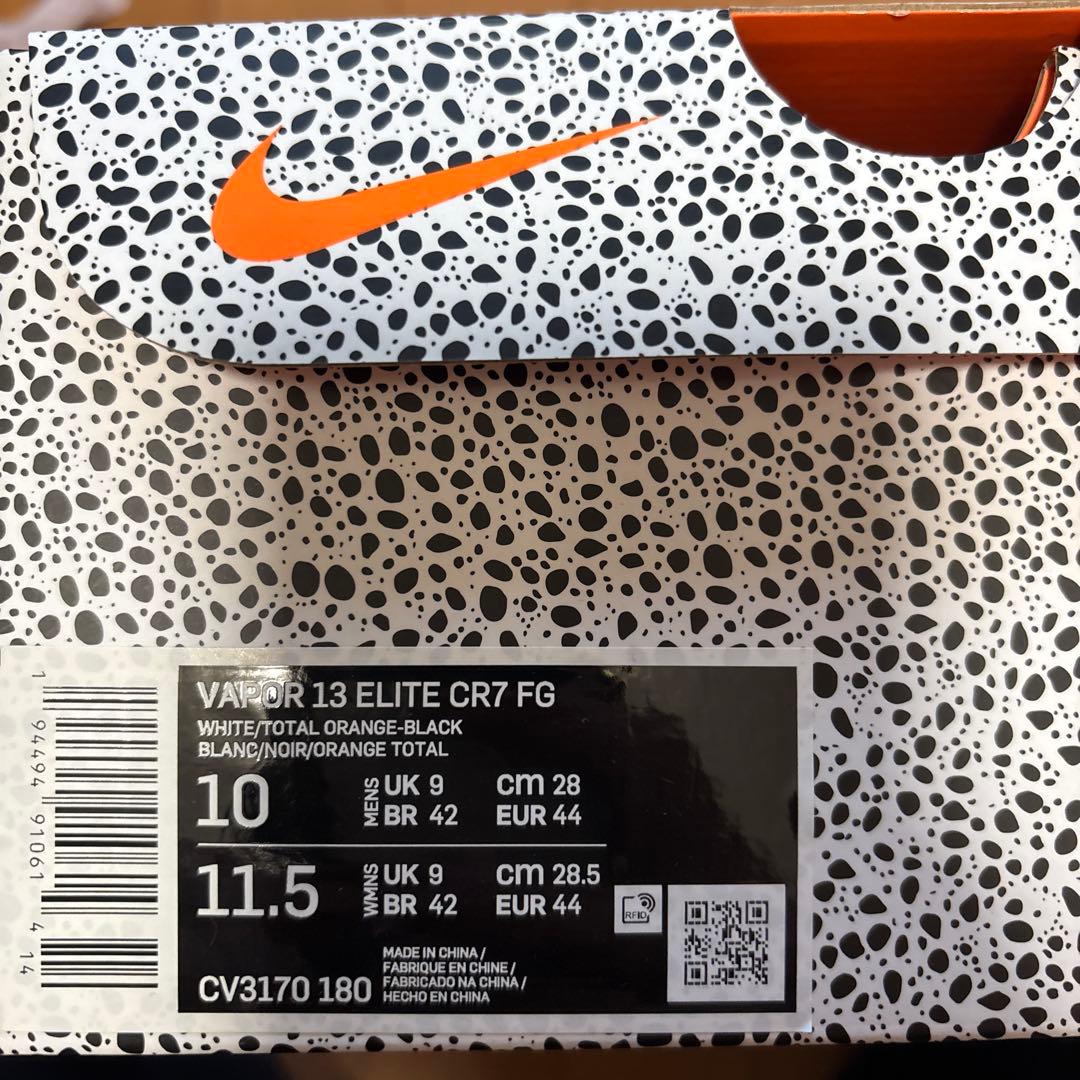 VAPOR 13 ELITE CR7 FG
WHITE/TOTAL ORANGE-BLACK
BLANC/NOIR/ORANGE TOTAL
10 MENS UK 9 CM 28
BR 42 EUR 44
11.5 WMNS UK 9 CM 28.5
BR 42 EUR 44
RFID
CV3170 180
MADE IN CHINA /
FABRIQUE EN CHINE /
FABRICADO NA CHINA /
HECHO EN CHINA
1 94494 91061 4 14